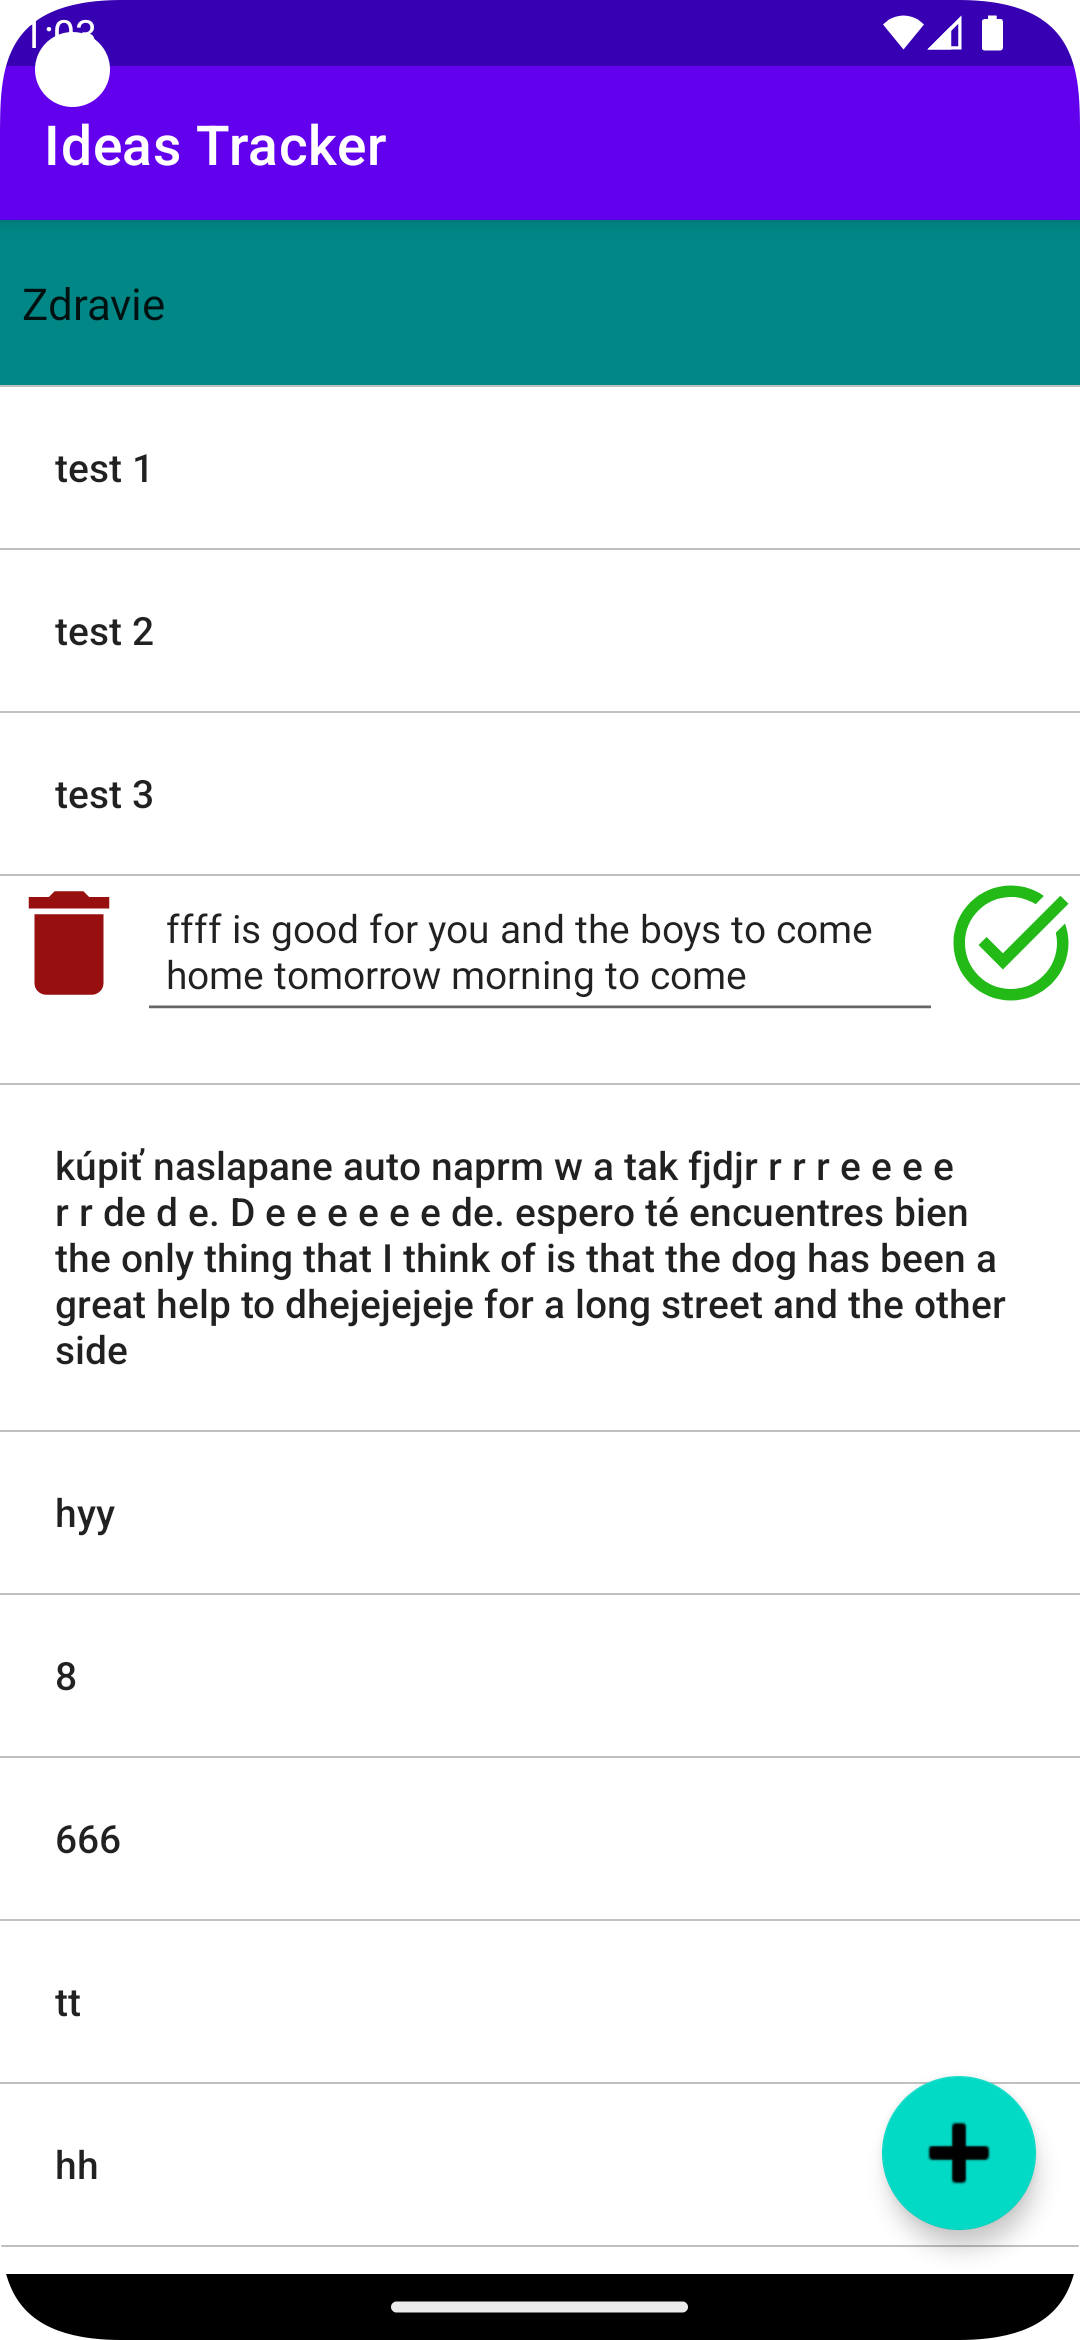 Ideas Tracker
Zdravie
test 1
test 2
test 3
ffff is good for you and the boys to come
home tomorrow morning to come
kúpiť naslapane auto naprm w a tak fjdjr r r r e e e e
r r de d e. D e e e e e e de. espero té encuentres bien
the only thing that I think of is that the dog has been a
great help to dhejejejeje for a long street and the other
side
hyy
8
666
tt
hh